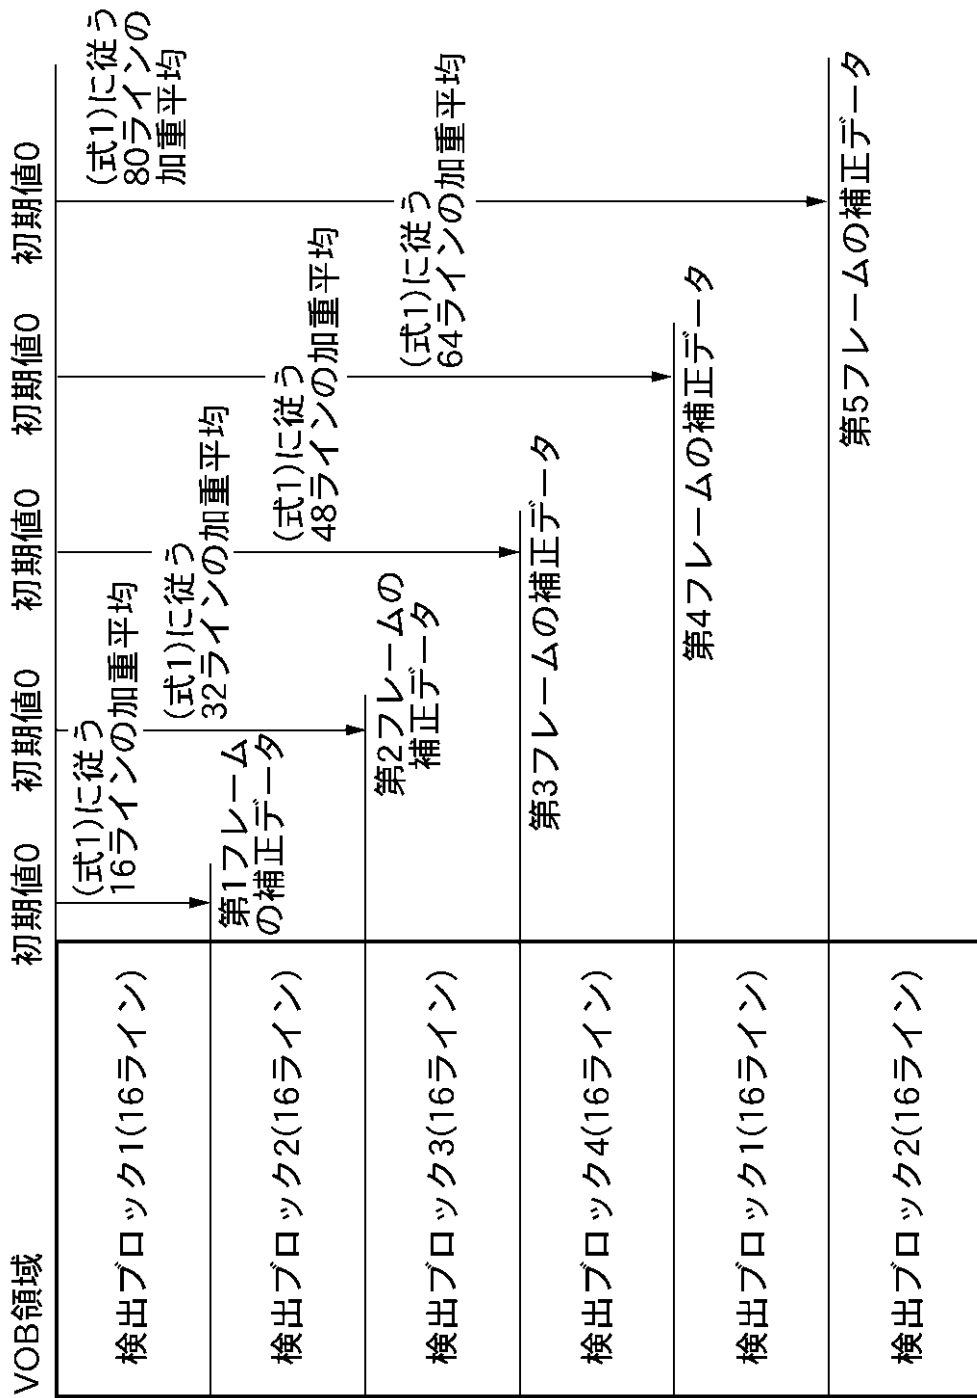 VOB領域
検出ブロック1(16ライン)
検出ブロック2(16ライン)
検出ブロック3(16ライン)
検出ブロック4(16ライン)
検出ブロック1(16ライン)
検出ブロック2(16ライン)
初期値0
(式1)に従う
16ラインの加重平均
第1フレーム
の補正データ
初期値0
(式1)に従う
32ラインの加重平均
第2フレームの
補正データ
初期値0
(式1)に従う
48ラインの加重平均
第3フレームの補正データ
初期値0
(式1)に従う
64ラインの加重平均
第4フレームの補正データ
初期値0
(式1)に従う
80ラインの
加重平均
第5フレームの補正データ